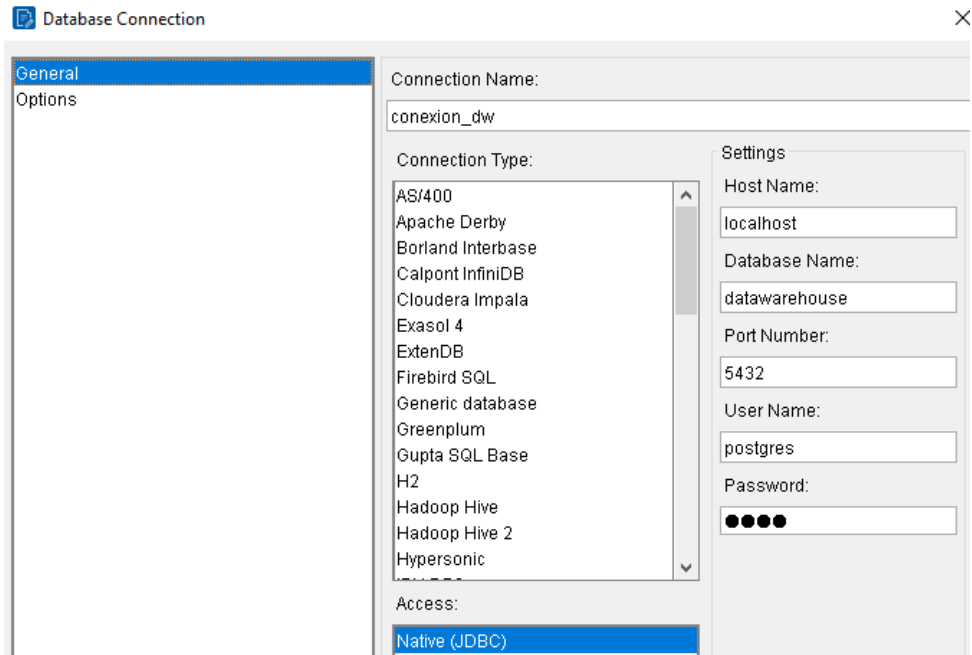 Database Connection
General
Options
Connection Name:
conexion_dw
Connection Type:
AS/400
Apache Derby
Borland Interbase
Calpont InfiniDB
Cloudera Impala
Exasol 4
ExtenDB
Firebird SQL
Generic database
Greenplum
Gupta SQL Base
H2
Hadoop Hive
Hadoop Hive 2
Hypersonic
Access:
Native (JDBC)
Settings
Host Name:
localhost
Database Name:
datawarehouse
Port Number:
5432
User Name:
postgres
Password:
●●●●